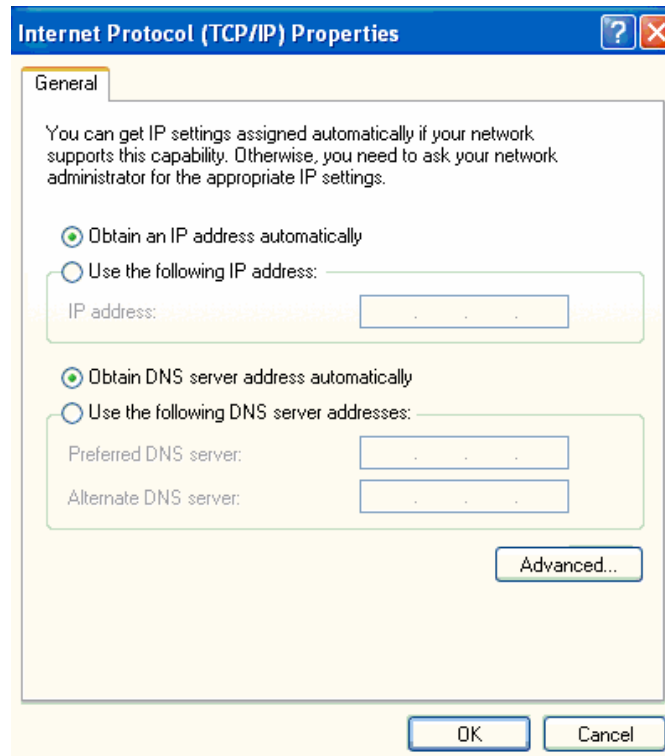 Internet Protocol (TCP/IP) Properties
General
You can get IP settings assigned automatically if your network
supports this capability. Otherwise, you need to ask your network
administrator for the appropriate IP settings.
Obtain an IP address automatically
Use the following IP address:
IP address:
Obtain DNS server address automatically
Use the following DNS server addresses:
Preferred DNS server:
Alternate DNS server:
Advanced...
OK
Cancel